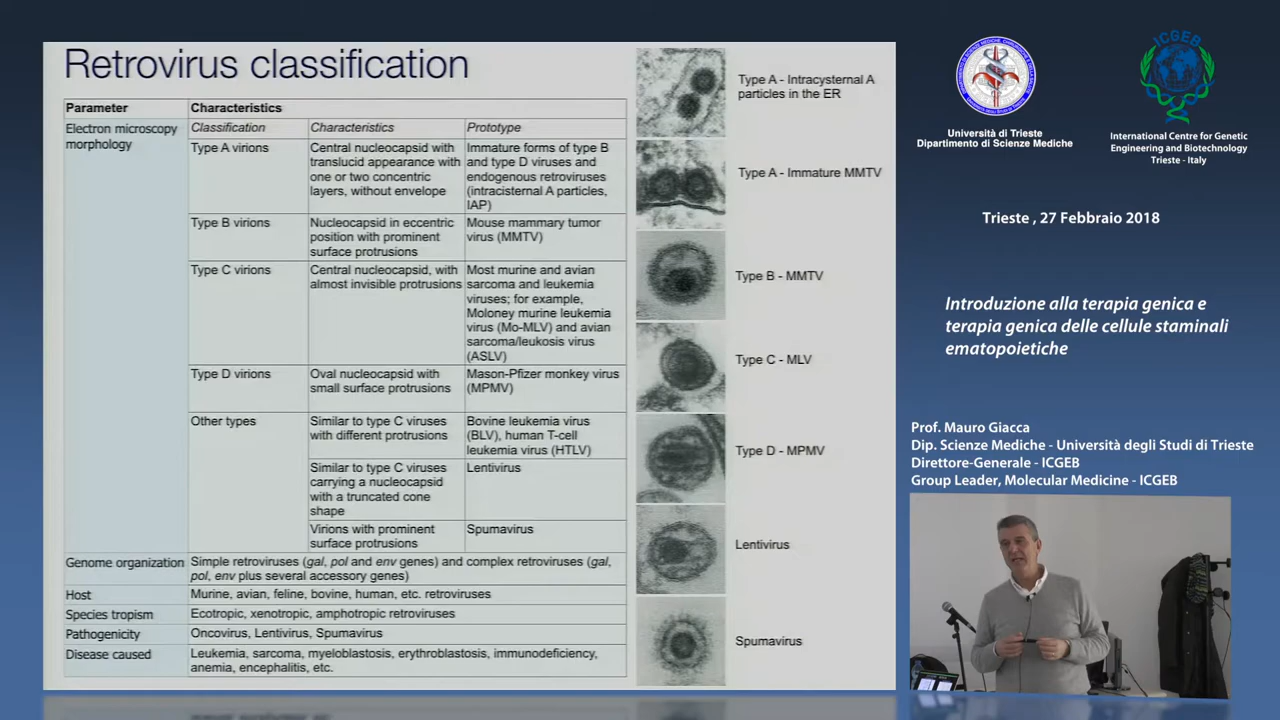 Retrovirus classification
Parameter
Characteristics
Electron microscopy
morphology
Classification
Characteristics
Prototype
Type A virions
Central nucleocapsid with
translucid appearance with
one or two concentric
layers, without envelope
Immature forms of type B
and type D viruses and
endogenous retroviruses
(intracisternal A particles,
IAP)
Type B virions
Nucleocapsid in eccentric
position with prominent
surface protrusions
Mouse mammary tumor
virus (MMTV)
Type C virions
Central nucleocapsid, with
almost invisible protrusions
Most murine and avian
sarcoma and leukemia
viruses; for example,
Moloney murine leukemia
virus (Mo-MLV) and avian
sarcoma/leukosis virus
(ASLV)
Type D virions
Oval nucleocapsid with
small surface protrusions
Mason-Pfizer monkey virus
(MPMV)
Other types
Similar to type C viruses
with different protrusions
Bovine leukemia virus
(BLV), human T-cell
leukemia virus (HTLV)
Similar to type C viruses
carrying a nucleocapsid
with a truncated cone
shape
Lentivirus
Virions with prominent
surface protrusions
Spumavirus
Genome organization
Simple retroviruses (gal, pol and env genes) and complex retroviruses (gal,
pol, env plus several accessory genes)
Host
Murine, avian, feline, bovine, human, etc. retroviruses
Species tropism
Ecotropic, xenotropic, amphotropic retroviruses
Pathogenicity
Oncovirus, Lentivirus, Spumavirus
Disease caused
Leukemia, sarcoma, myeloblastosis, erythroblastosis, immunodeficiency,
anemia, encephalitis, etc.
Type A - Intracysternal A
particles in the ER
Type A - Immature MMTV
Type B - MMTV
Type C - MLV
Type D - MPMV
Lentivirus
Spumavirus
Università di Trieste
Dipartimento di Scienze Mediche
ICGEB
International Centre for Genetic
Engineering and Biotechnology
Trieste - Italy
Trieste , 27 Febbraio 2018
Introduzione alla terapia genica e
terapia genica delle cellule staminali
ematopoietiche
Prof. Mauro Giacca
Dip. Scienze Mediche - Università degli Studi di Trieste
Direttore-Generale - ICGEB
Group Leader, Molecular Medicine - ICGEB